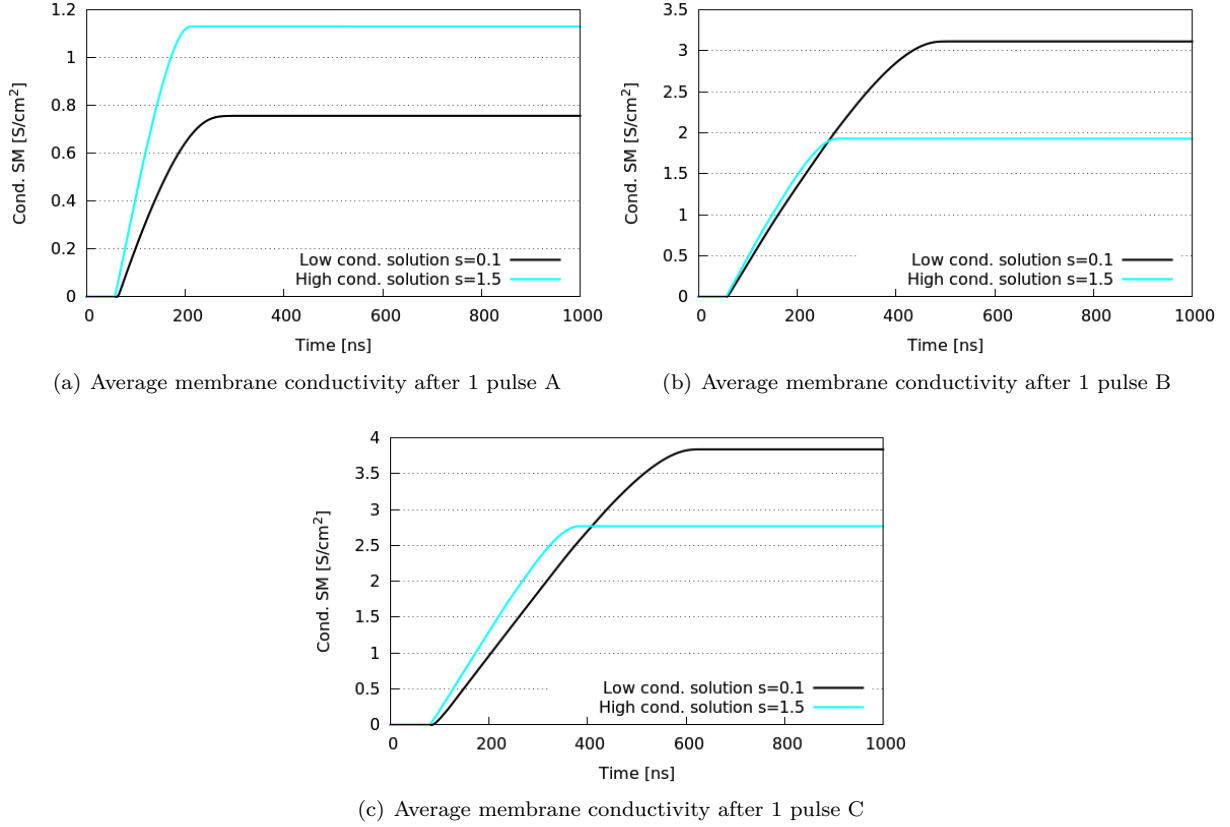 Cond. SM [S/cm²]
1.2
1
0.8
0.6
0.4
0.2
0
Low cond. solution s=0.1
High cond. solution s=1.5
0 200 400 600 800 1000
Time [ns]
(a) Average membrane conductivity after 1 pulse A
Cond. SM [S/cm²]
3.5
3
2.5
2
1.5
1
0.5
0
Low cond. solution s=0.1
High cond. solution s=1.5
0 200 400 600 800 1000
Time [ns]
(b) Average membrane conductivity after 1 pulse B
Cond. SM [S/cm²]
4
3.5
3
2.5
2
1.5
1
0.5
0
Low cond. solution s=0.1
High cond. solution s=1.5
0 200 400 600 800 1000
Time [ns]
(c) Average membrane conductivity after 1 pulse C